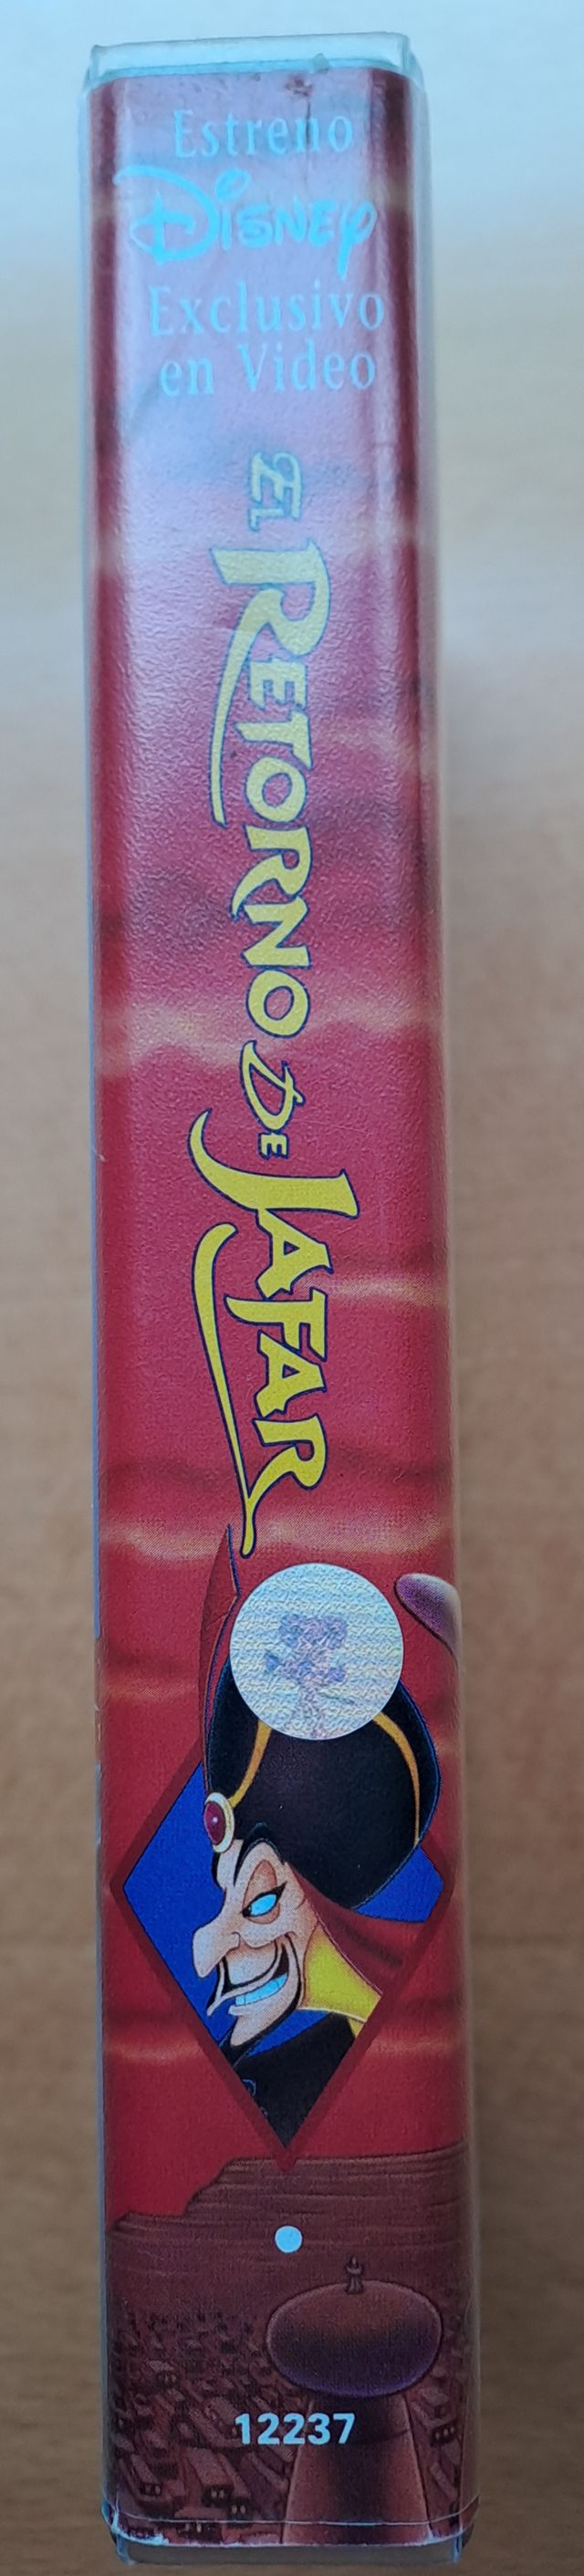 Estreno
DISNEY
Exclusivo
en Video
El RETORNO DE JAFAR
12237